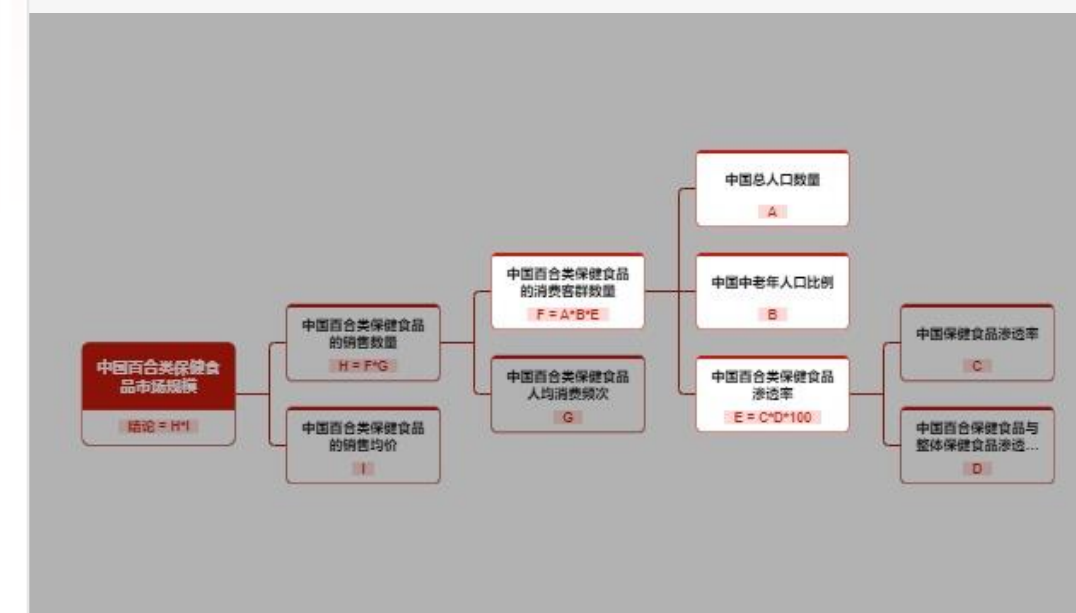 中国总人口数量
A
中国百合类保健食品
的消费客群数量
F = A*B*E
中国中老年人口比例
B
中国百合类保健食品
的销售数量
H = F*G
中国保健食品渗透率
C
中国百合类保健食
品市场规模
结论 = H*I
中国百合类保健食品
人均消费频次
G
中国百合类保健食品
渗透率
E = C*D*100
中国百合类保健食品
的销售均价
I
中国百合保健食品与
整体保健食品渗透...
D